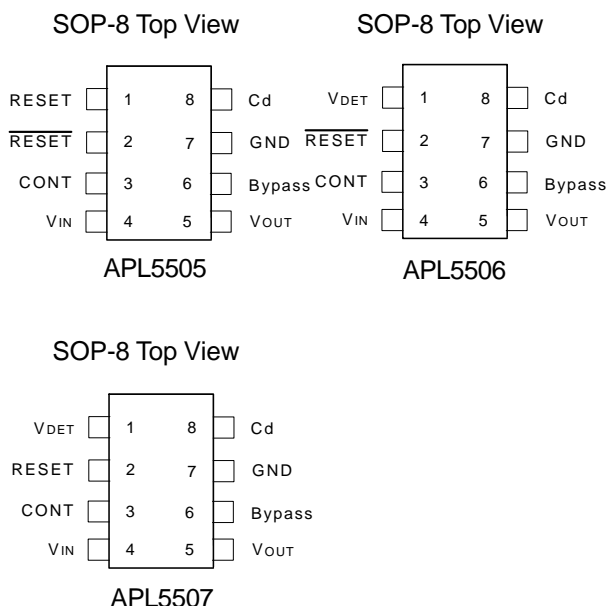 SOP-8 Top View
RESET 1 8 Cd
RESET 2 7 GND
CONT 3 6 Bypass
VIN 4 5 VOUT
APL5505
SOP-8 Top View
VDET 1 8 Cd
RESET 2 7 GND
CONT 3 6 Bypass
VIN 4 5 VOUT
APL5506
SOP-8 Top View
VDET 1 8 Cd
RESET 2 7 GND
CONT 3 6 Bypass
VIN 4 5 VOUT
APL5507